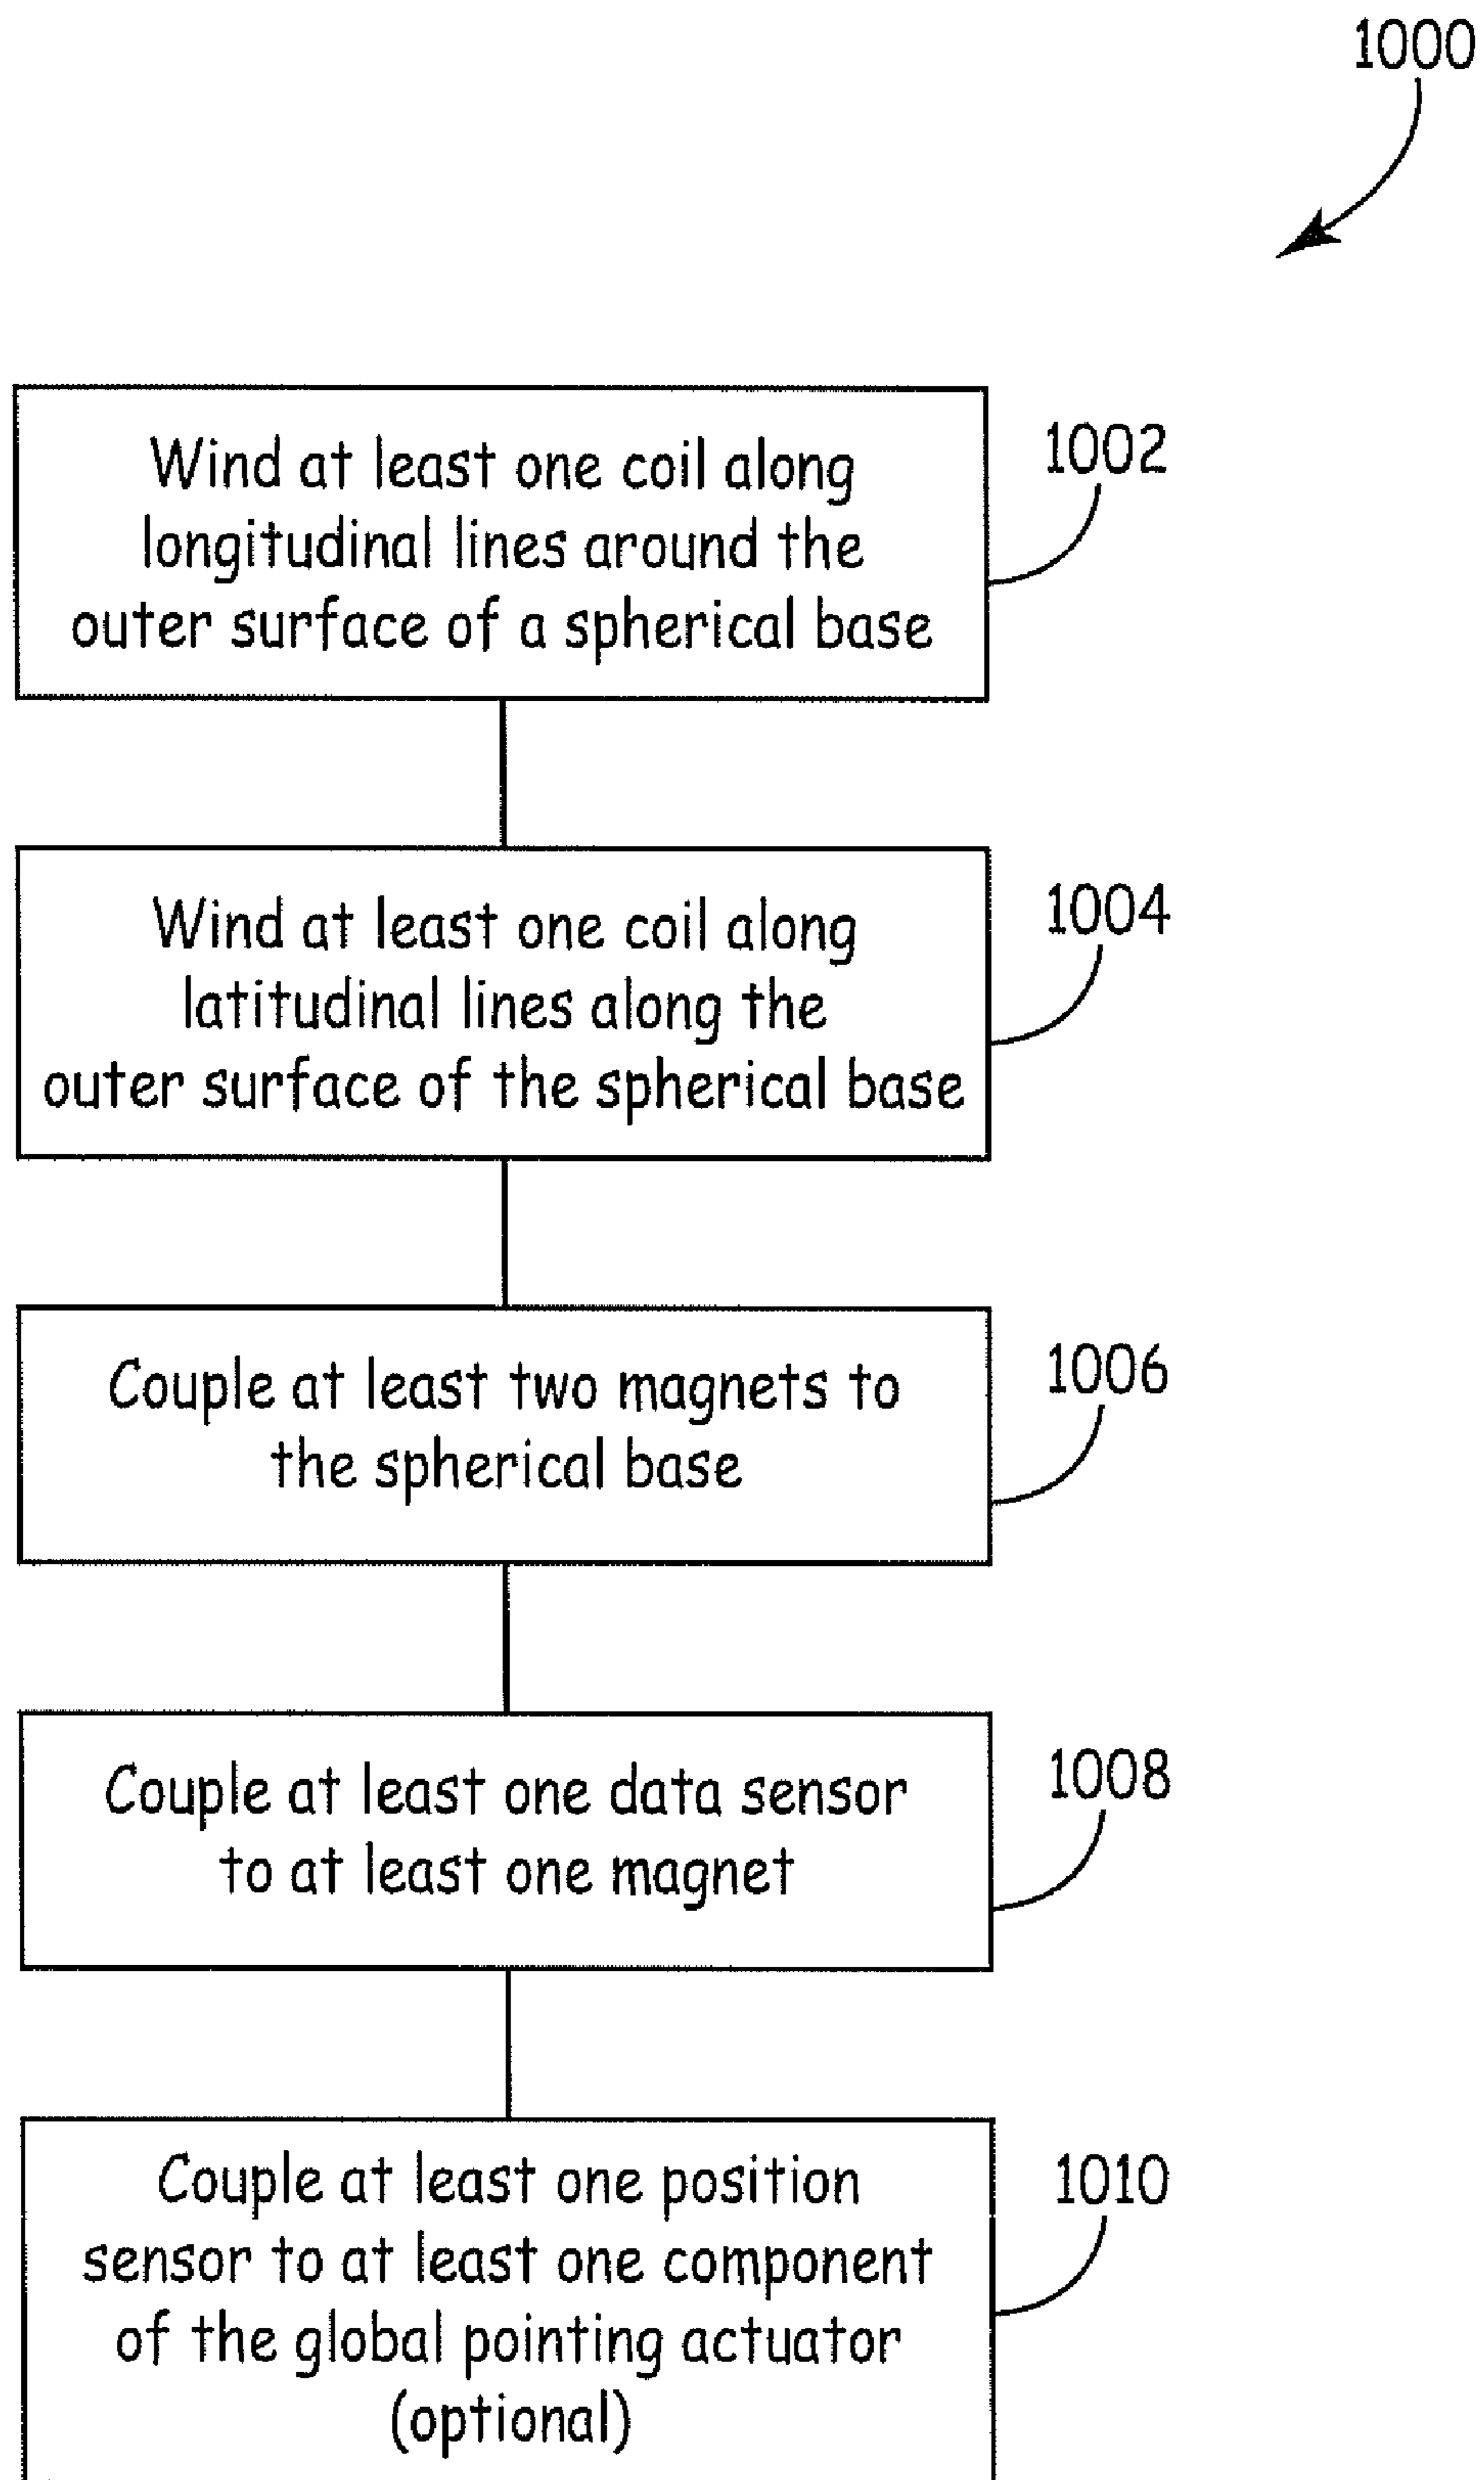 1000
Wind at least one coil along
longitudinal lines around the
outer surface of a spherical base
1002
Wind at least one coil along
latitudinal lines along the
outer surface of the spherical base
1004
Couple at least two magnets to
the spherical base
1006
Couple at least one data sensor
to at least one magnet
1008
Couple at least one position
sensor to at least one component
of the global pointing actuator
(optional)
1010